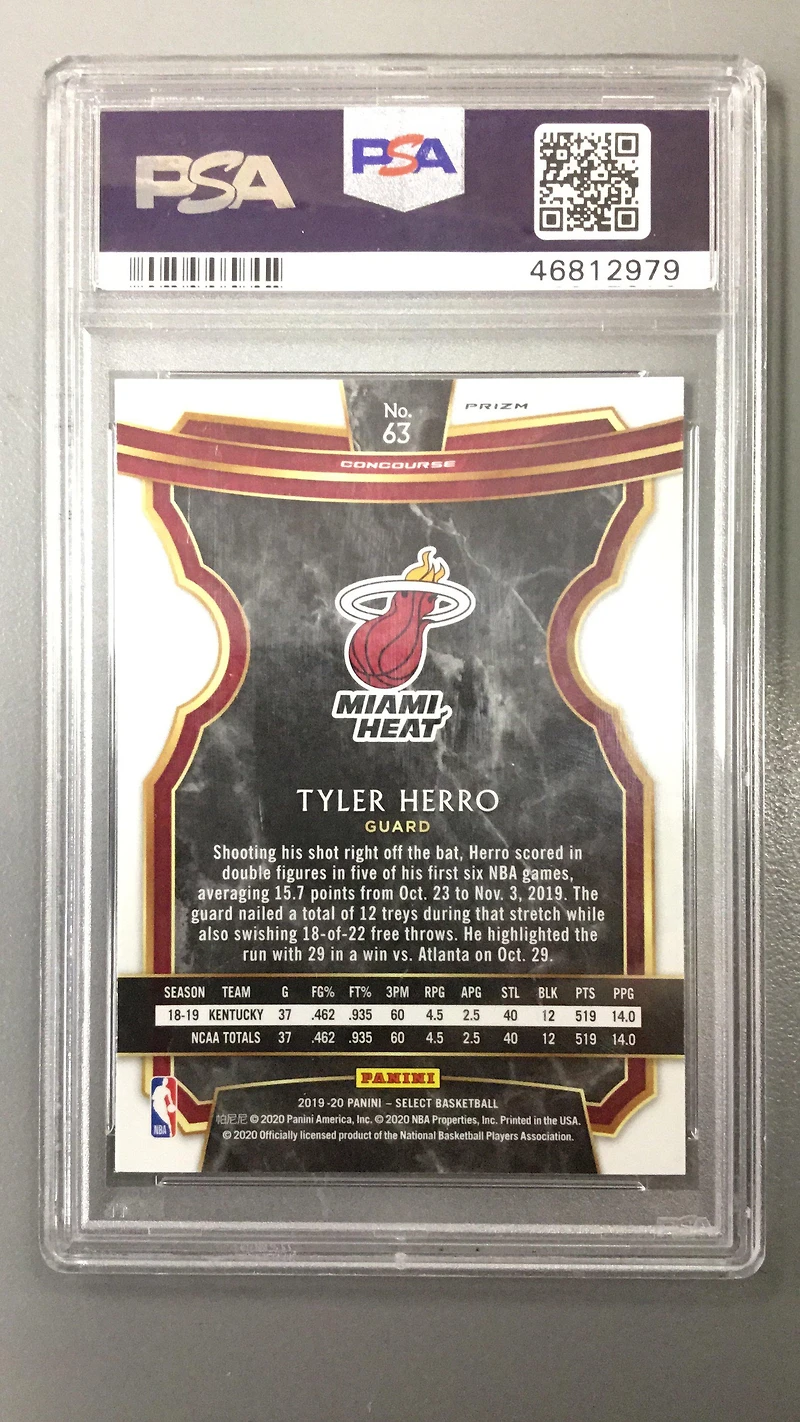 PSA
PSA
46812979
No.
63
PRIZM
CONCOURSE
MIAMI
HEAT
TYLER HERRO
GUARD
Shooting his shot right off the bat, Herro scored in
double figures in five of his first six NBA games,
averaging 15.7 points from Oct. 23 to Nov. 3, 2019. The
guard nailed a total of 12 treys during that stretch while
also swishing 18-of-22 free throws. He highlighted the
run with 29 in a win vs. Atlanta on Oct. 29.
SEASON TEAM G FG% FT% 3PM RPG APG STL BLK PTS PPG
18-19 KENTUCKY 37 .462 .935 60 4.5 2.5 40 12 519 14.0
NCAA TOTALS 37 .462 .935 60 4.5 2.5 40 12 519 14.0
PANINI
2019-20 PANINI – SELECT BASKETBALL
帕尼尼 © 2020 Panini America, Inc. © 2020 NBA Properties, Inc. Printed in the USA.
© 2020 Officially licensed product of the National Basketball Players Association.
NBA
PSA